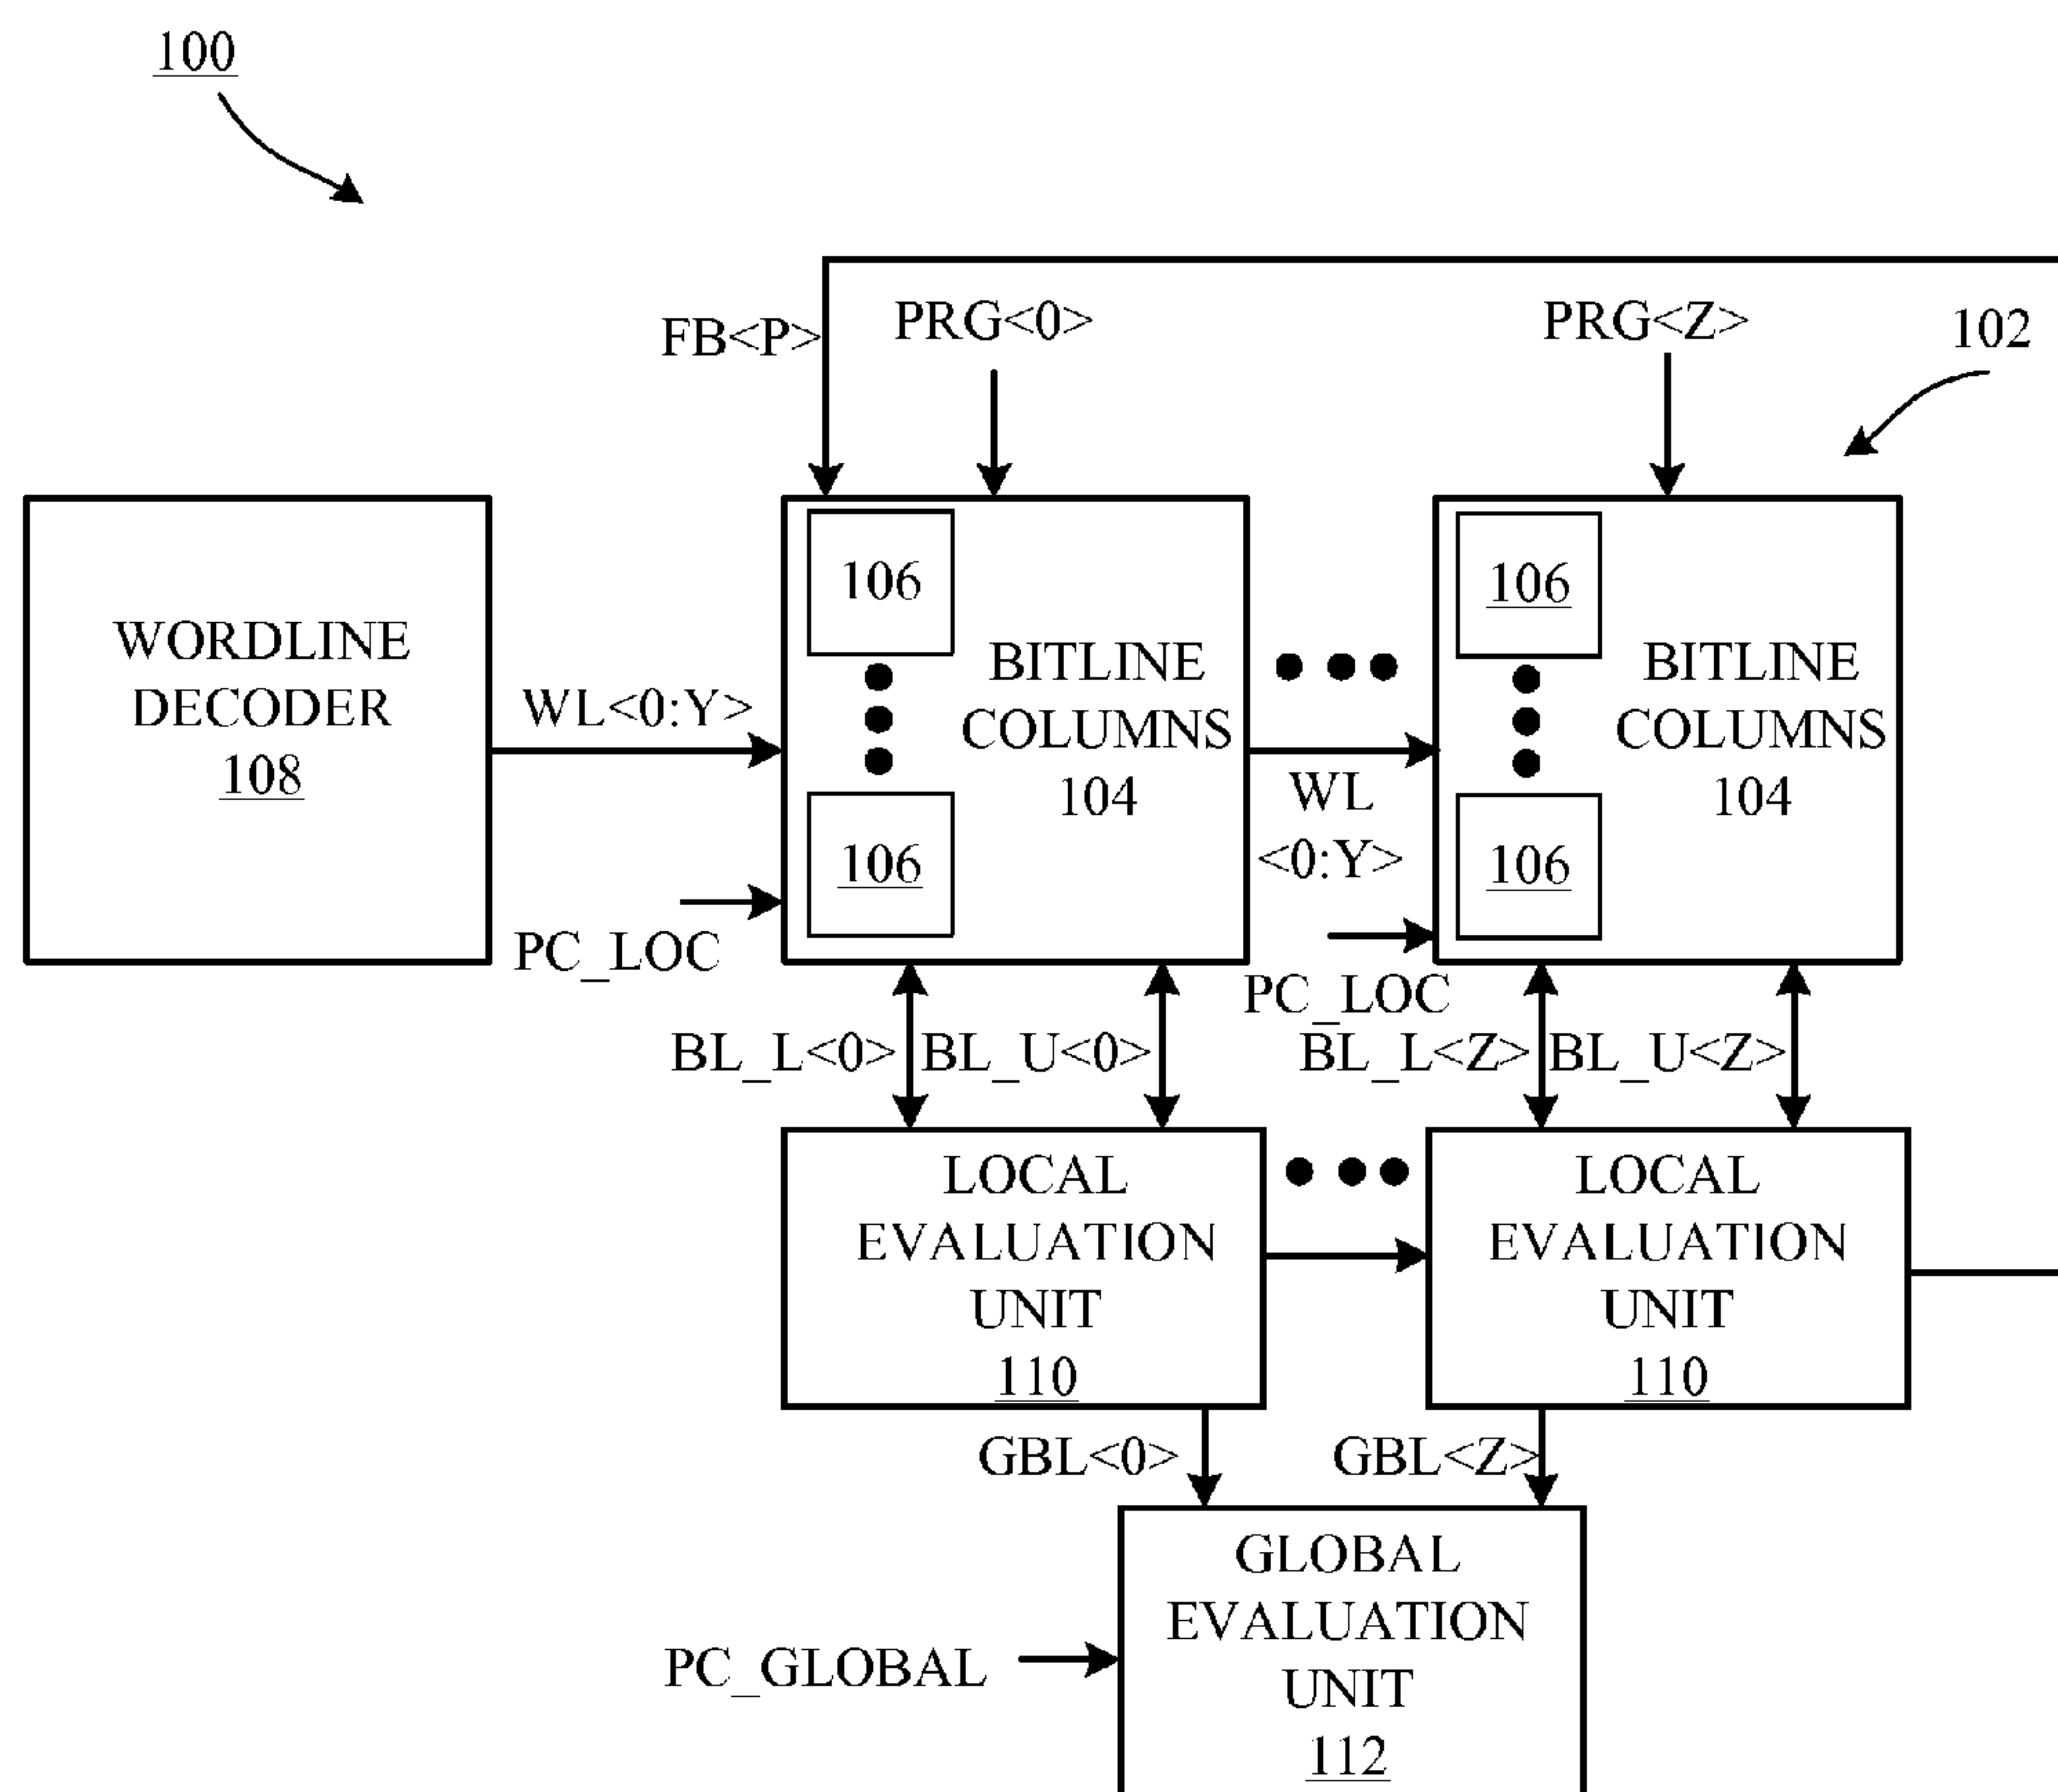 100
FB<P>
PRG<0>
PRG<Z>
102
WORDLINE
DECODER
108
WL<0:Y>
PC_LOC
106
106
BITLINE
COLUMNS
104
WL
<0:Y>
PC_LOC
106
106
BITLINE
COLUMNS
104
BL_L<0>
BL_U<0>
BL_L<Z>
BL_U<Z>
LOCAL
EVALUATION
UNIT
110
LOCAL
EVALUATION
UNIT
110
GBL<0>
GBL<Z>
PC_GLOBAL
GLOBAL
EVALUATION
UNIT
112